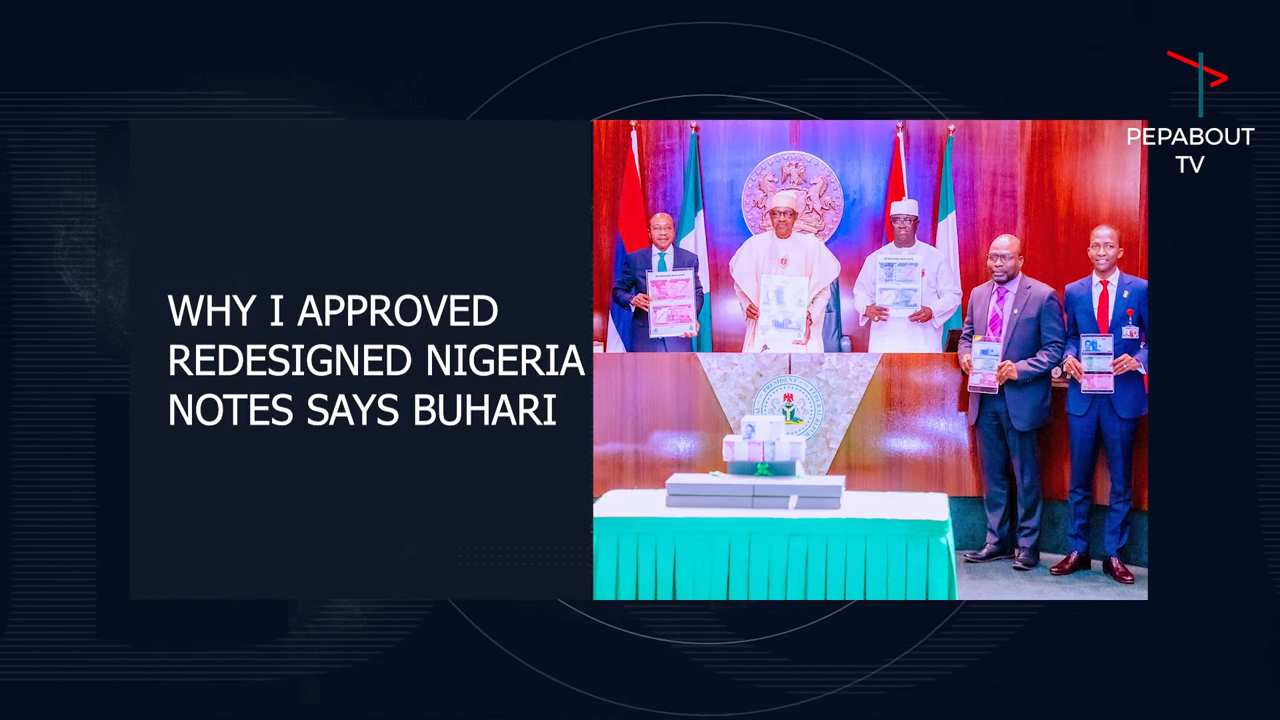 WHY I APPROVED
REDESIGNED NIGERIA
NOTES SAYS BUHARI
PEPABOUT
TV